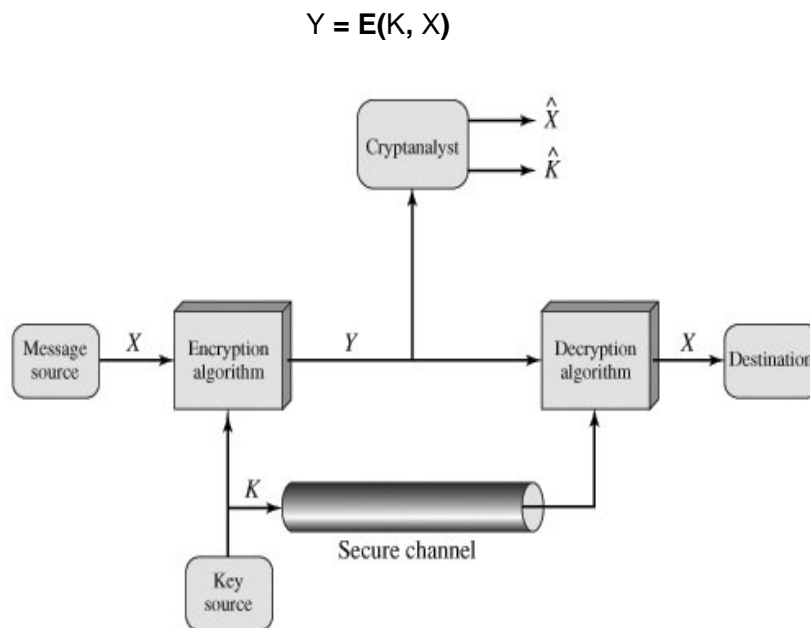 Y = E(K, X)
X̂
Cryptanalyst
K̂
Message
source
X
Encryption
algorithm
Y
Decryption
algorithm
X
Destination
K
Secure channel
Key
source